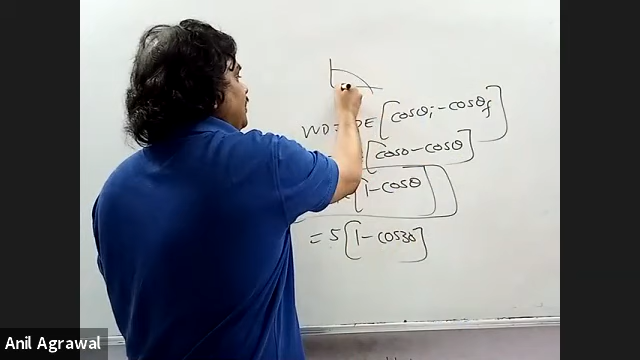 WD = PE [cosθi - cosθf]
[cos0 - cosθ]
[1 - cosθ]
= 5 [1 - cos30]
Anil Agrawal